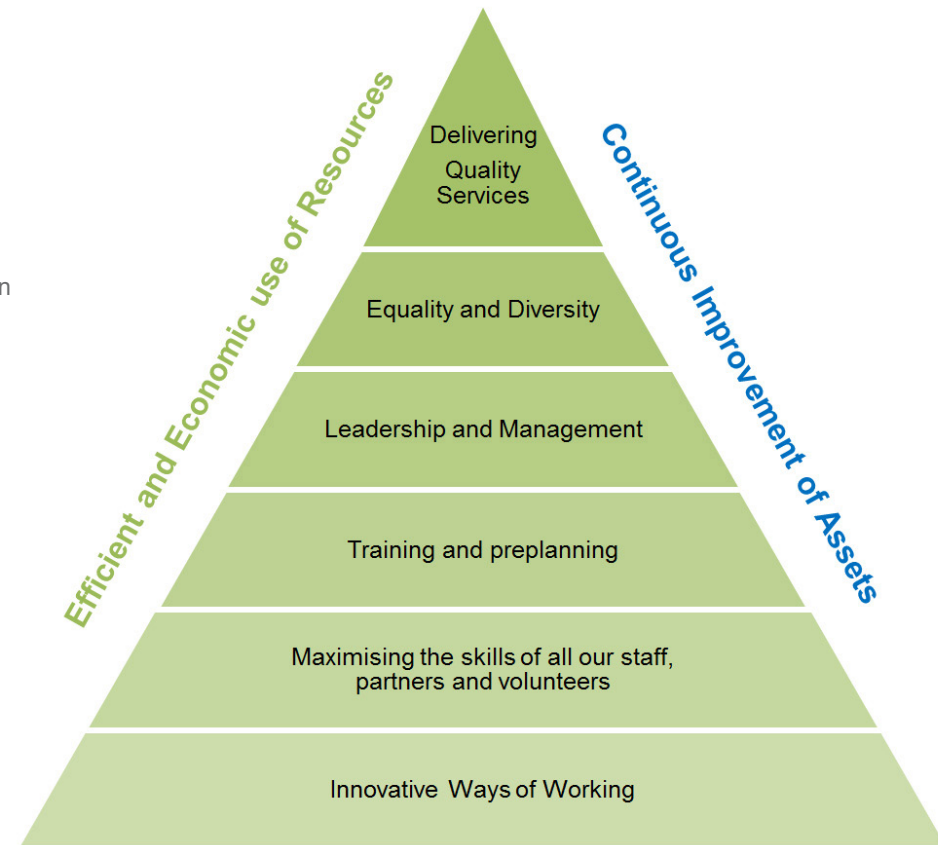 Delivering
Quality
Services
Efficient and Economic use of Resources
Continuous Improvement of Assets
n
Equality and Diversity
Leadership and Management
Training and preplanning
Maximising the skills of all our staff,
partners and volunteers
Innovative Ways of Working